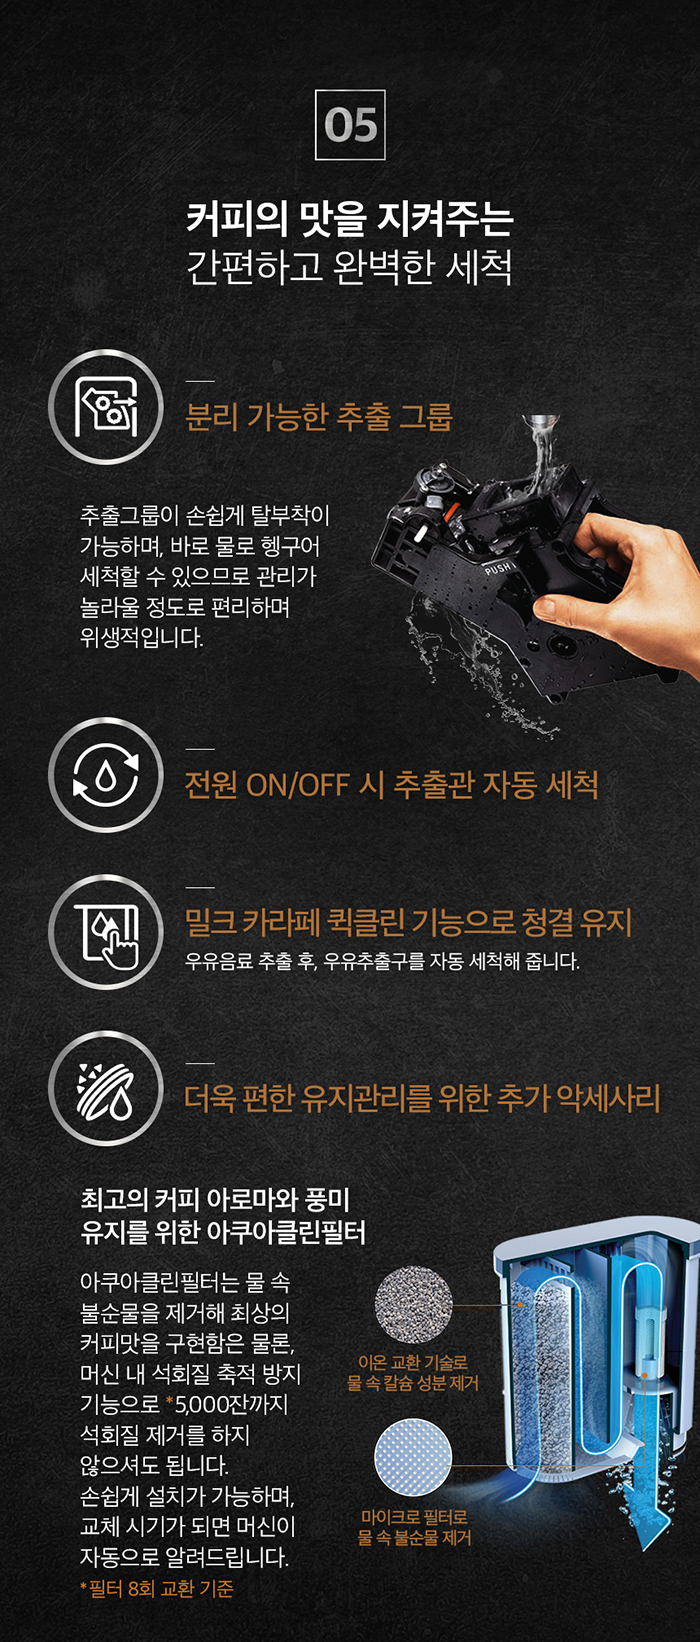 05
커피의 맛을 지켜주는
간편하고 완벽한 세척
분리 가능한 추출 그룹
추출그룹이 손쉽게 탈부착이
가능하며, 바로 물로 헹구어
세척할 수 있으므로 관리가
놀라울 정도로 편리하며
위생적입니다.
PUSH
전원 ON/OFF 시 추출관 자동 세척
밀크 카라페 퀵클린 기능으로 청결 유지
우유음료 추출 후, 우유추출구를 자동 세척해 줍니다.
더욱 편한 유지관리를 위한 추가 악세사리
최고의 커피 아로마와 풍미
유지를 위한 아쿠아클린필터
아쿠아클린필터는 물 속
불순물을 제거해 최상의
커피맛을 구현함은 물론,
머신 내 석회질 축적 방지
기능으로 *5,000잔까지
석회질 제거를 하지
않으셔도 됩니다.
손쉽게 설치가 가능하며,
교체 시기가 되면 머신이
자동으로 알려드립니다.
*필터 8회 교환 기준
이온 교환 기술로
물 속 칼슘 성분 제거
마이크로 필터로
물 속 불순물 제거